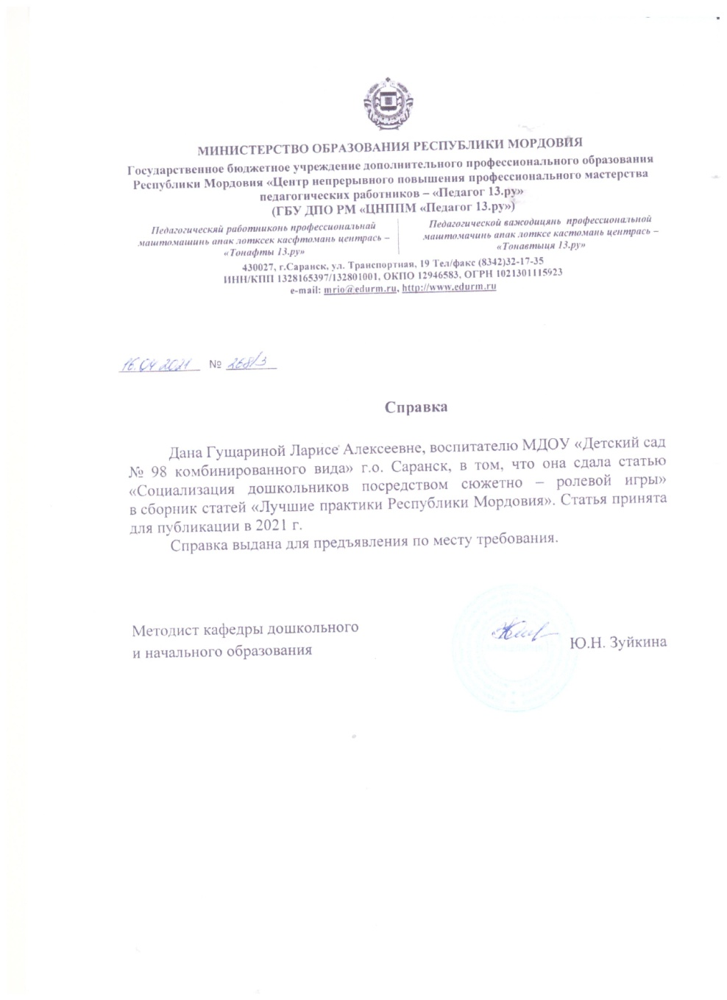 МИНИСТЕРСТВО ОБРАЗОВАНИЯ РЕСПУБЛИКИ МОРДОВИЯ
Государственное бюджетное учреждение дополнительного профессионального образования
Республики Мордовия «Центр непрерывного повышения профессионального мастерства
педагогических работников – «Педагог 13.ру»
(ГБУ ДПО РМ «ЦНППМ «Педагог 13.ру»)
Педагогическяй работниконь профессиональнай
маштомашинь апак лотксек касфтомань центрась –
«Тонафты 13.ру»
Педагогической важодицянь профессиональной
маштомачинь апак лотксе кастомань центрась –
«Тонавтыця 13.ру»
430027, г.Саранск, ул. Транспортная, 19 Тел/факс (8342)32-17-35
ИНН/КПП 1328165397/132801001, ОКПО 12946583, ОГРН 1021301115923
e-mail: mrio@edurm.ru, http://www.edurm.ru
16.04 2021 № 268/3
Справка
Дана Гущариной Ларисе Алексеевне, воспитателю МДОУ «Детский сад
№ 98 комбинированного вида» г.о. Саранск, в том, что она сдала статью
«Социализация дошкольников посредством сюжетно – ролевой игры»
в сборник статей «Лучшие практики Республики Мордовия». Статья принята
для публикации в 2021 г.
Справка выдана для предъявления по месту требования.
Методист кафедры дошкольного
и начального образования
Ю.Н. Зуйкина